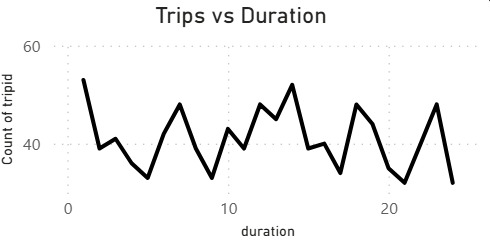 Trips vs Duration
60
40
Count of tripid
0 10 20
duration